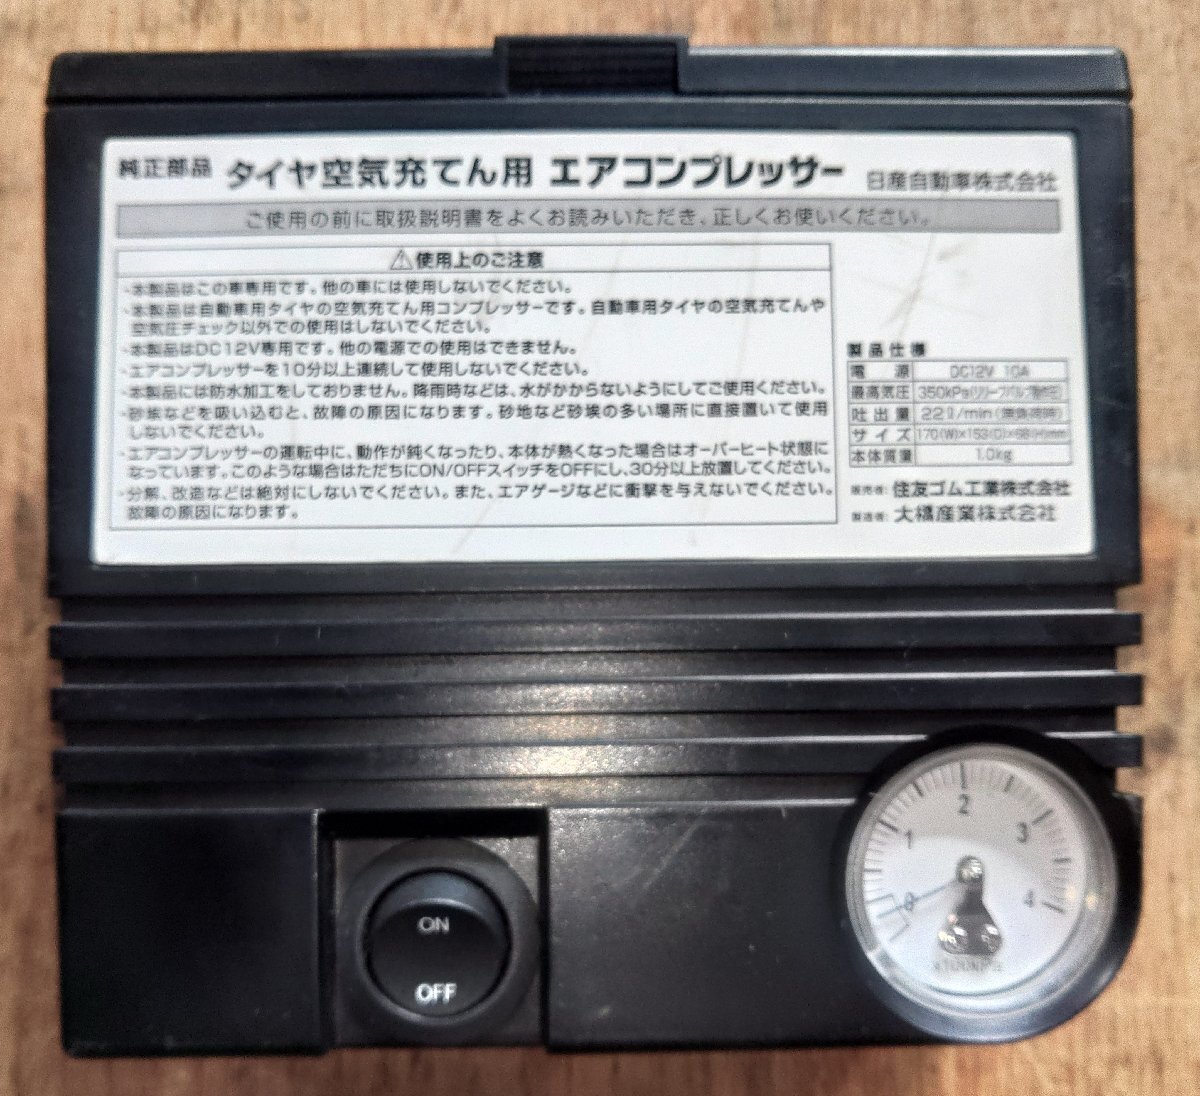 純正部品 タイヤ空気充てん用 エアコンプレッサー 日産自動車株式会社
ご使用の前に取扱説明書をよくお読みいただき、正しくお使いください。
⚠使用上のご注意
・本製品はこの車専用です。他の車には使用しないでください。
・本製品は自動車用タイヤの空気充てん用コンプレッサーです。自動車用タイヤの空気充てんや
空気圧チェック以外での使用はしないでください。
・本製品はDC12V専用です。他の電源での使用はできません。
・エアコンプレッサーを10分以上連続して使用しないでください。
・本製品には防水加工をしておりません。降雨時などは、水がかからないようにしてご使用ください。
・砂埃などを吸い込むと、故障の原因になります。砂地など砂埃の多い場所に直接置いて使用
しないでください。
・エアコンプレッサーの運転中に、動作が鈍くなったり、本体が熱くなった場合はオーバーヒート状態に
なっています。このような場合はただちにON/OFFスイッチをOFFにし、30分以上放置してください。
・分解、改造などは絶対にしないでください。また、エアゲージなどに衝撃を与えないでください。
故障の原因になります。
製品仕様
電源 DC12V 10A
最高気圧 350kPa(リリーフバルブ動作圧)
吐出量 22ℓ/min(無負荷時)
サイズ 170(W)×153(D)×68(H)mm
本体質量 1.0kg
販売者: 住友ゴム工業株式会社
製造者: 大橋産業株式会社
0 1 2 3 4
×100kPa
ON
OFF